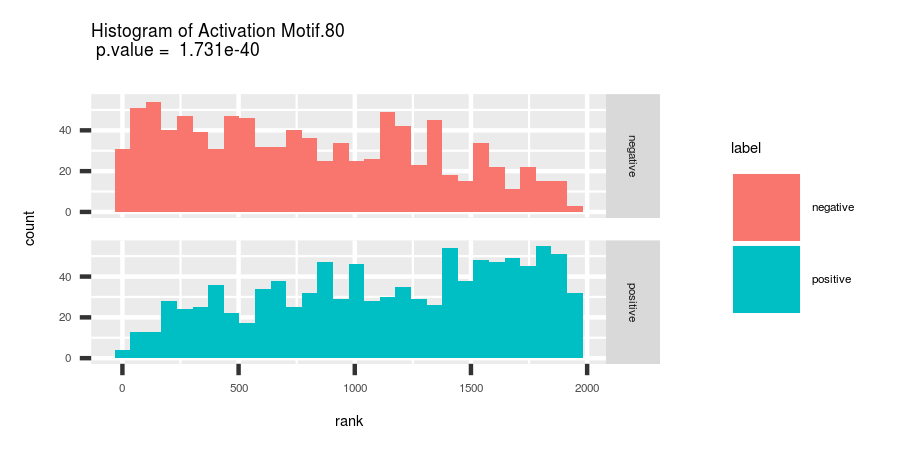 Histogram of Activation Motif.80
p.value = 1.731e-40
count
40
20
0
negative
40
20
0
positive
0 500 1000 1500 2000
rank
label
negative
positive